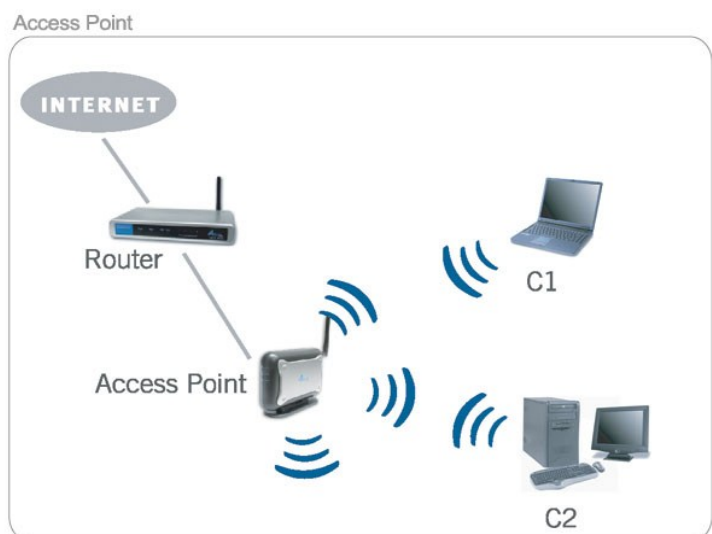 Access Point
INTERNET
Router
C1
Access Point
C2